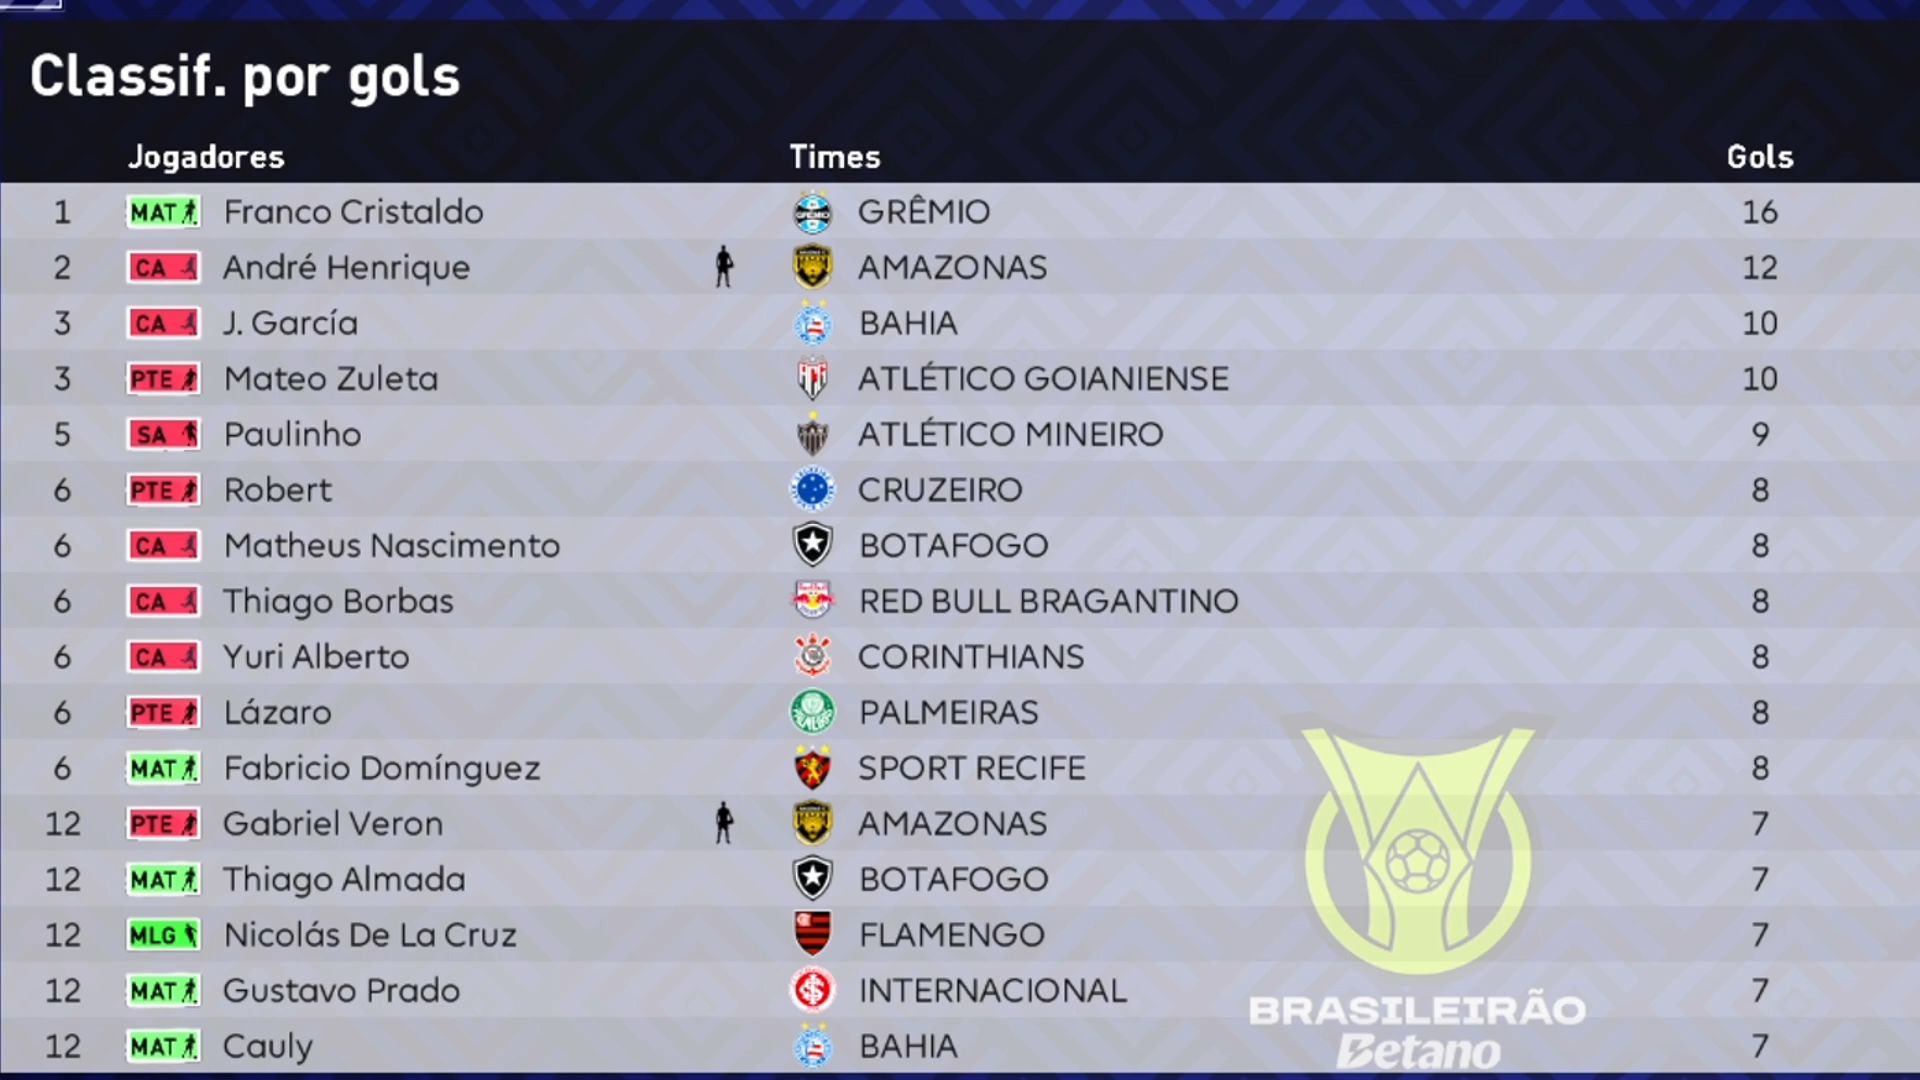 Classif. por gols
Jogadores Times Gols
1 MAT Franco Cristaldo GRÊMIO 16
2 CA André Henrique AMAZONAS 12
3 CA J. García BAHIA 10
3 PTE Mateo Zuleta ATLÉTICO GOIANIENSE 10
5 SA Paulinho ATLÉTICO MINEIRO 9
6 PTE Robert CRUZEIRO 8
6 CA Matheus Nascimento BOTAFOGO 8
6 CA Thiago Borbas RED BULL BRAGANTINO 8
6 CA Yuri Alberto CORINTHIANS 8
6 PTE Lázaro PALMEIRAS 8
6 MAT Fabricio Domínguez SPORT RECIFE 8
12 PTE Gabriel Veron AMAZONAS 7
12 MAT Thiago Almada BOTAFOGO 7
12 MLG Nicolás De La Cruz FLAMENGO 7
12 MAT Gustavo Prado INTERNACIONAL 7
12 MAT Cauly BAHIA 7
BRASILEIRÃO
Betano